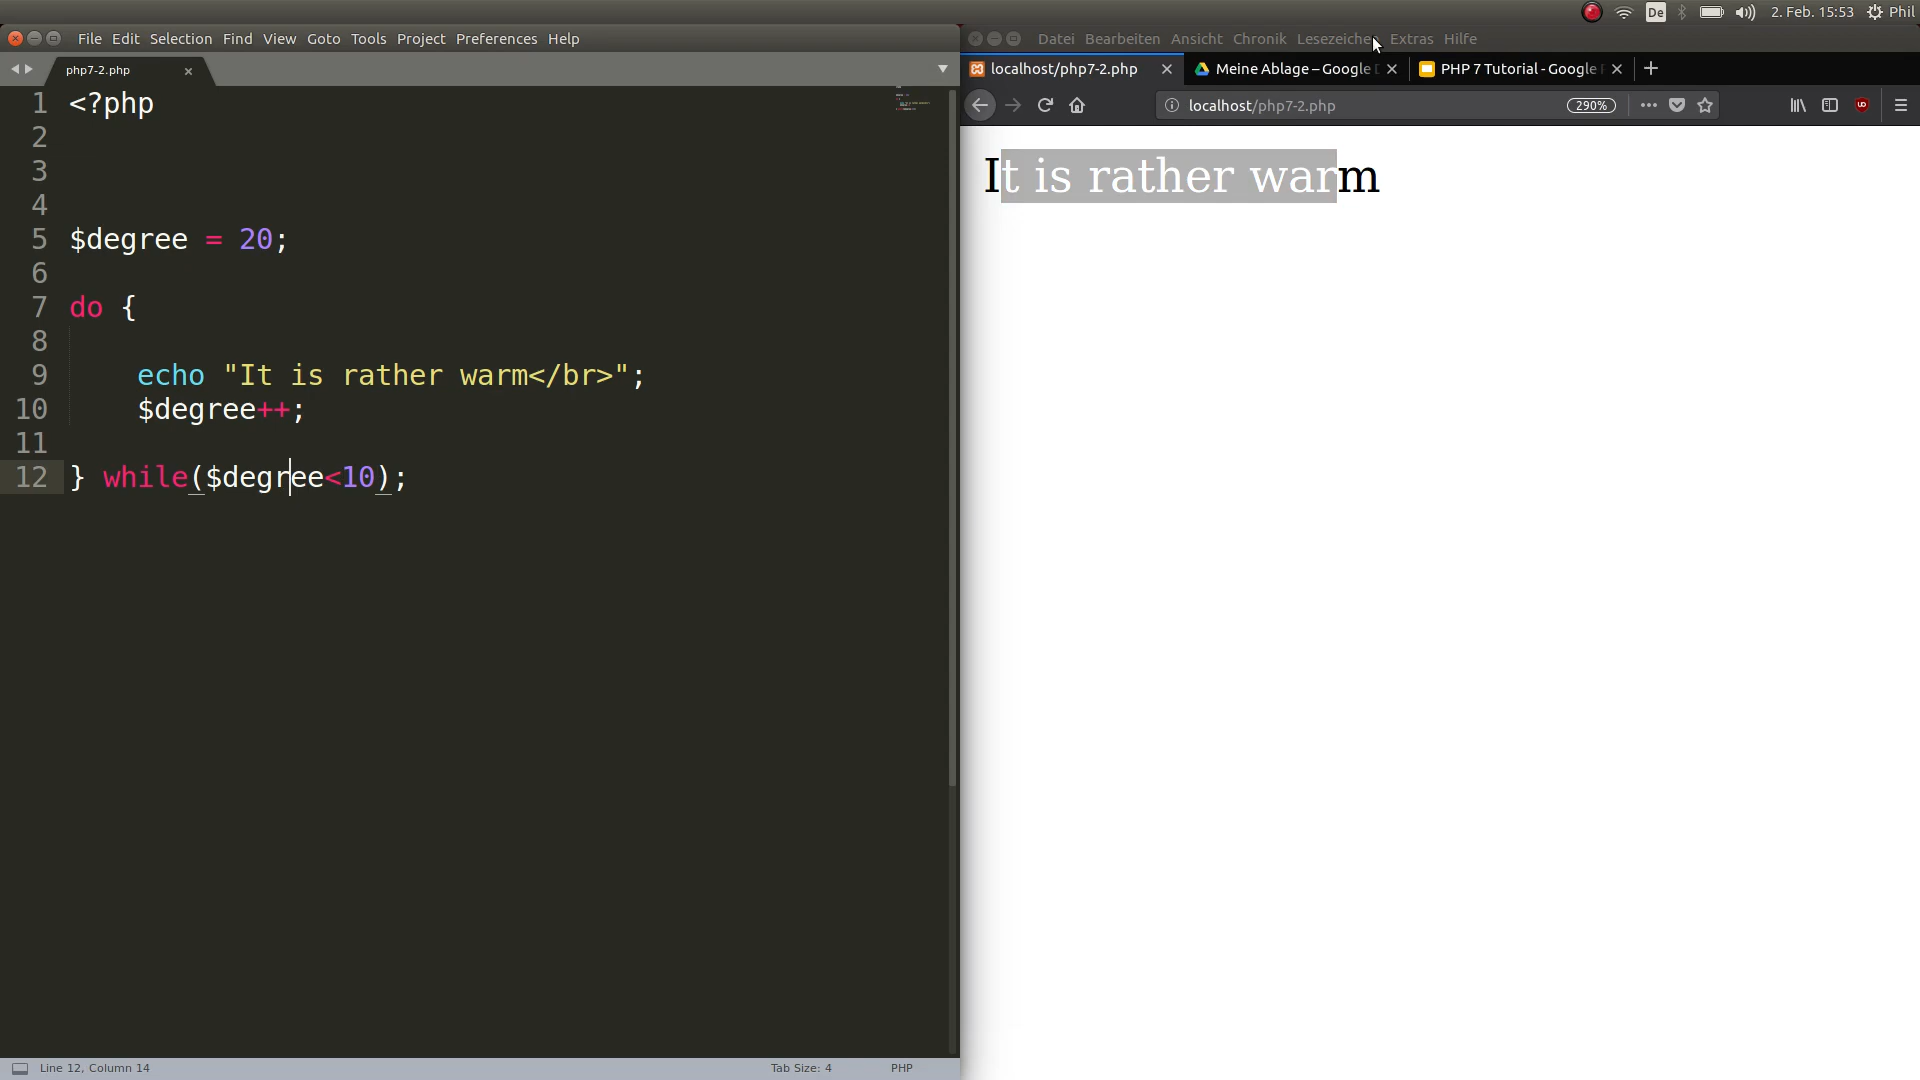 2. Feb. 15:53 Phil
De
File Edit Selection Find View Goto Tools Project Preferences Help
php7-2.php
1 <?php
2
3
4
5 $degree = 20;
6
7 do {
8
9 echo "It is rather warm</br>";
10 $degree++;
11
12 } while($degree<10);
Line 12, Column 14
Tab Size: 4
PHP
Datei Bearbeiten Ansicht Chronik Lesezeichen Extras Hilfe
localhost/php7-2.php
Meine Ablage – Google D
PHP 7 Tutorial - Google
localhost/php7-2.php
290%
It is rather warm